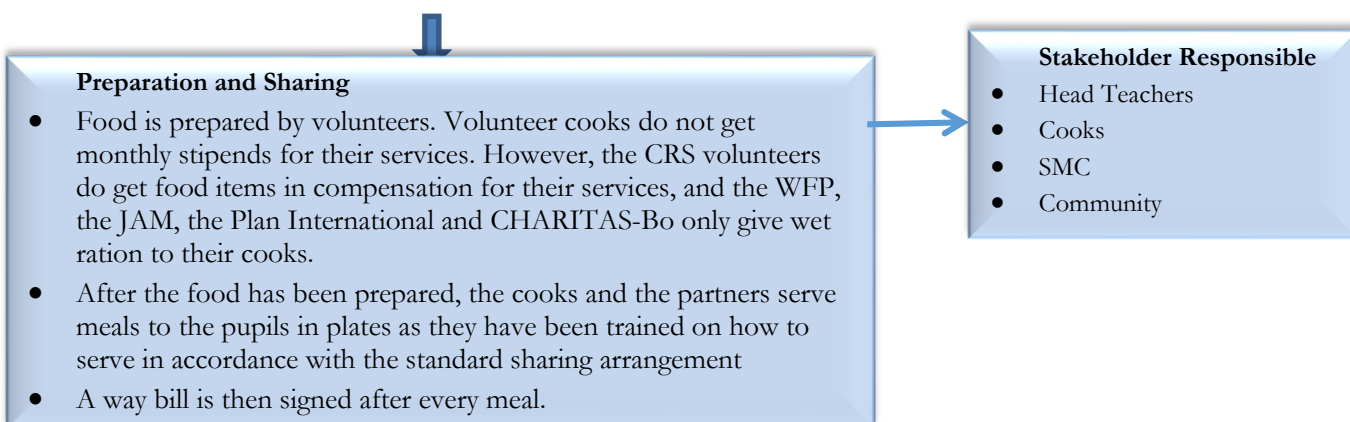 Preparation and Sharing
• Food is prepared by volunteers. Volunteer cooks do not get
monthly stipends for their services. However, the CRS volunteers
do get food items in compensation for their services, and the WFP,
the JAM, the Plan International and CHARITAS-Bo only give wet
ration to their cooks.
• After the food has been prepared, the cooks and the partners serve
meals to the pupils in plates as they have been trained on how to
serve in accordance with the standard sharing arrangement
• A way bill is then signed after every meal.
Stakeholder Responsible
• Head Teachers
• Cooks
• SMC
• Community